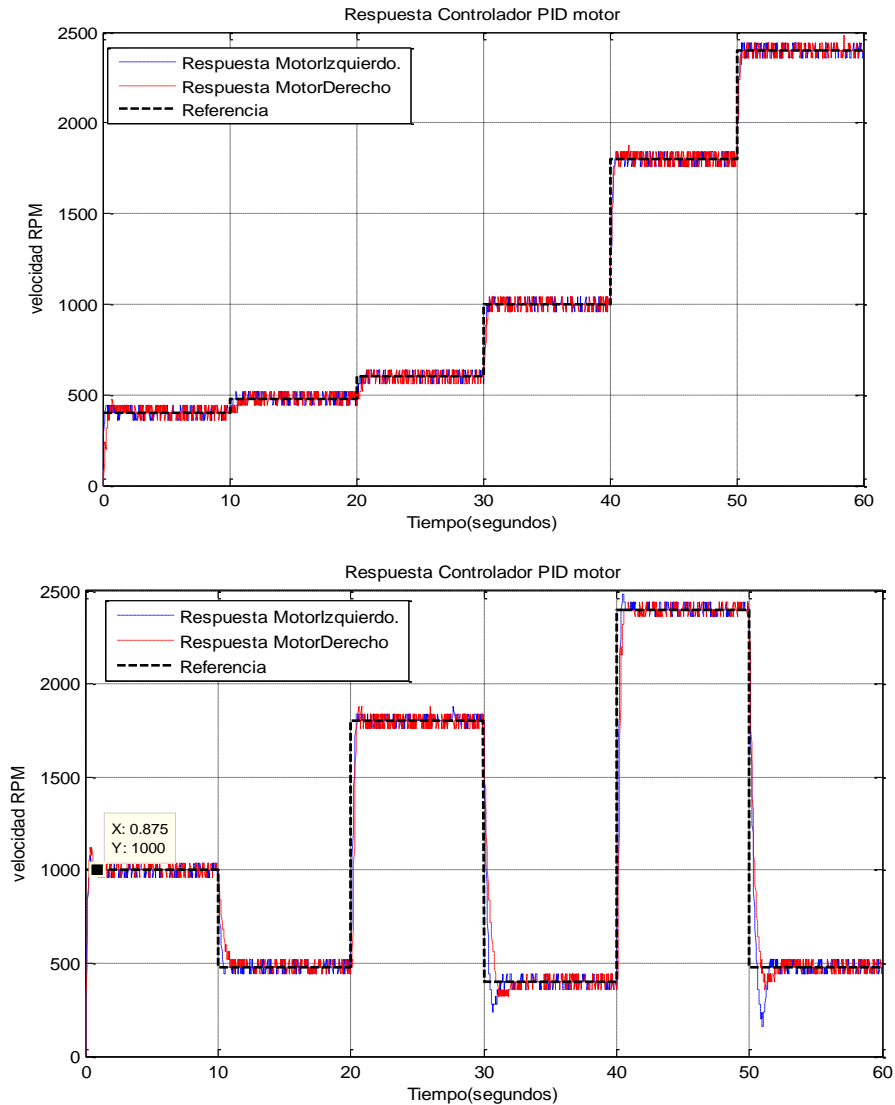 Respuesta Controlador PID motor
2500
2000
1500
1000
500
0
velocidad RPM
Respuesta MotorIzquierdo.
Respuesta MotorDerecho
Referencia
0 10 20 30 40 50 60
Tiempo(segundos)
Respuesta Controlador PID motor
2500
2000
1500
1000
500
0
velocidad RPM
Respuesta MotorIzquierdo.
Respuesta MotorDerecho
Referencia
X: 0.875
Y: 1000
0 10 20 30 40 50 60
Tiempo(segundos)